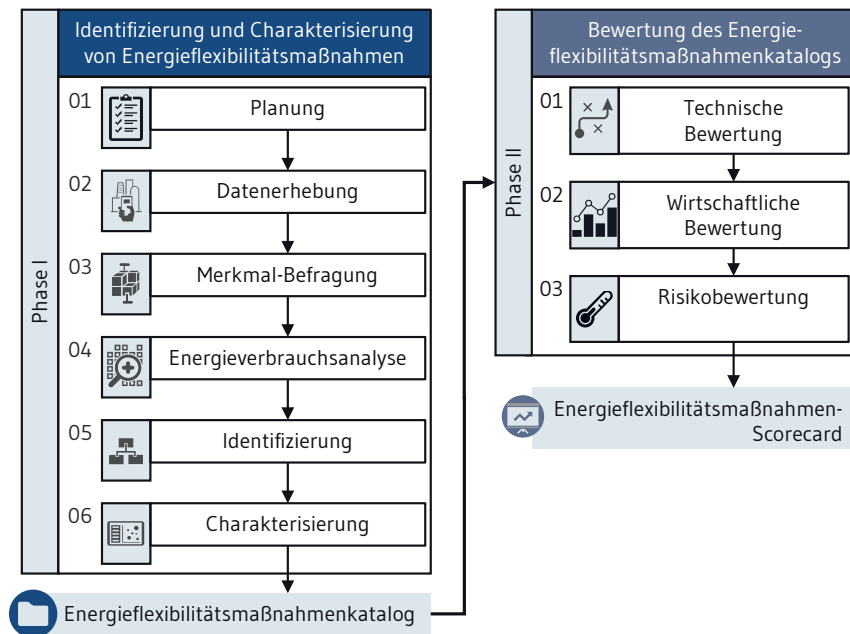 Identifizierung und Charakterisierung
von Energieflexibilitätsmaßnahmen
Phase I
01
Planung
02
Datenerhebung
03
Merkmal-Befragung
04
Energieverbrauchsanalyse
05
Identifizierung
06
Charakterisierung
Energieflexibilitätsmaßnahmenkatalog
Bewertung des Energie-
flexibilitätsmaßnahmenkatalogs
Phase II
01
Technische
Bewertung
02
Wirtschaftliche
Bewertung
03
Risikobewertung
Energieflexibilitätsmaßnahmen-
Scorecard